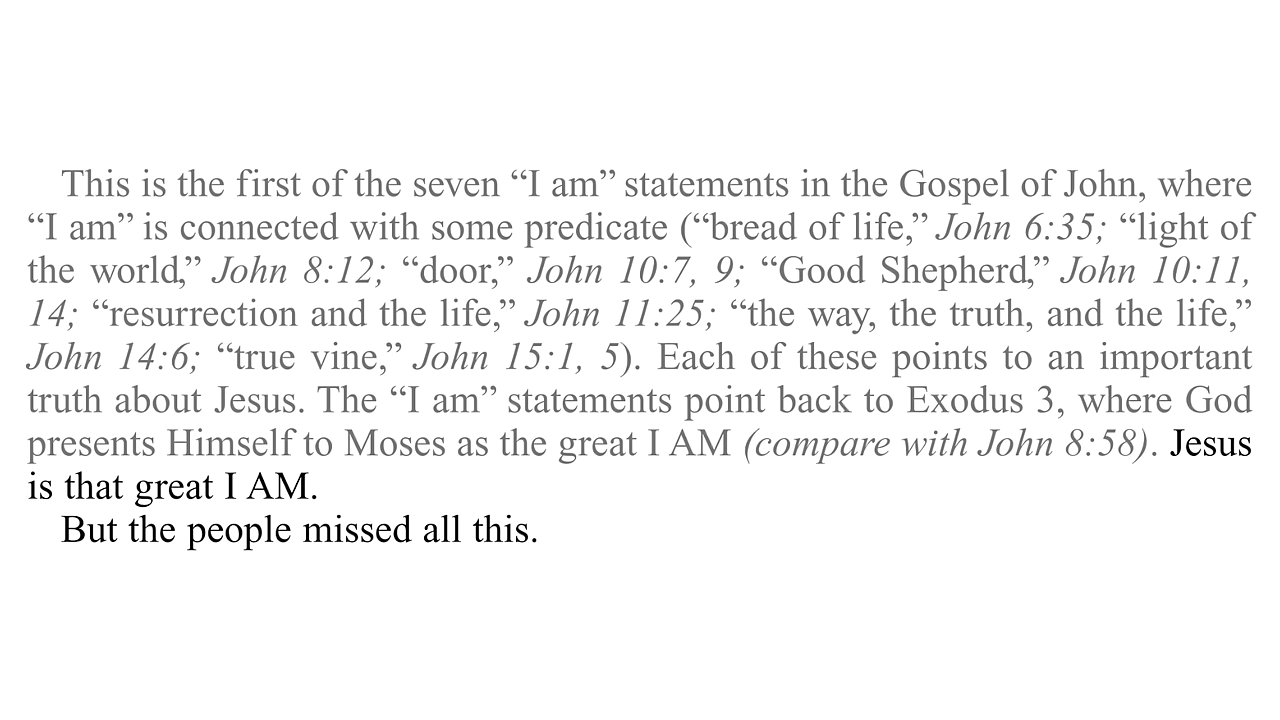 This is the first of the seven “I am” statements in the Gospel of John, where
“I am” is connected with some predicate (“bread of life,” John 6:35; “light of
the world,” John 8:12; “door,” John 10:7, 9; “Good Shepherd,” John 10:11,
14; “resurrection and the life,” John 11:25; “the way, the truth, and the life,”
John 14:6; “true vine,” John 15:1, 5). Each of these points to an important
truth about Jesus. The “I am” statements point back to Exodus 3, where God
presents Himself to Moses as the great I AM (compare with John 8:58). Jesus
is that great I AM.
But the people missed all this.